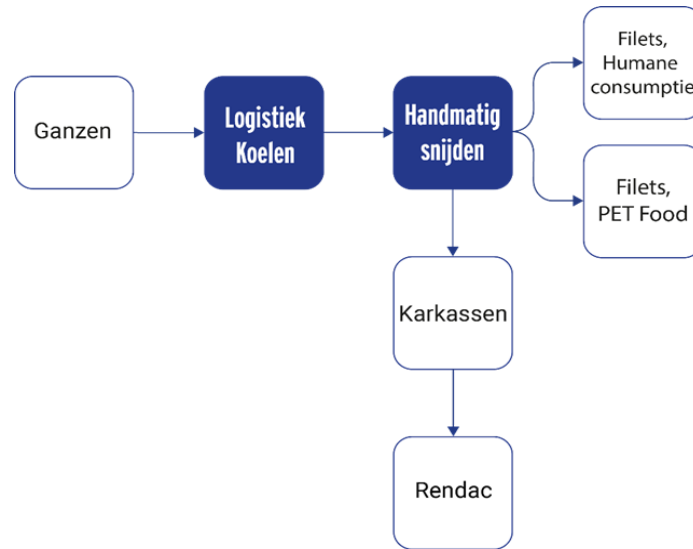 Ganzen
Logistiek
Koelen
Handmatig
snijden
Filets,
Humane
consumptie
Filets,
PET Food
Karkassen
Rendac